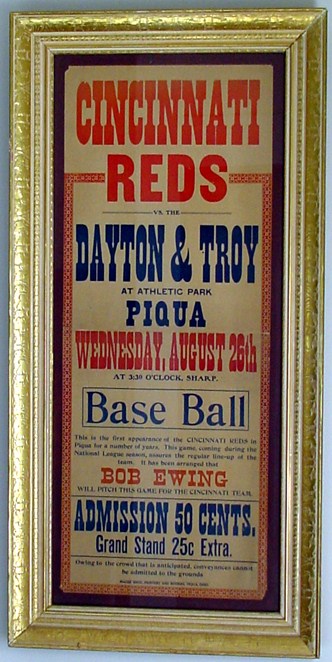 CINCINNATI
REDS
VS. THE
DAYTON & TROY
AT ATHLETIC PARK
PIQUA
WEDNESDAY, AUGUST 26th
AT 3:30 O'CLOCK, SHARP.
Base Ball
This is the first appearance of the CINCINNATI REDS in
Piqua for a number of years. This game, coming during the
National League season, assures the regular line-up of the
team. It has been arranged that
BOB EWING
WILL PITCH THIS GAME FOR THE CINCINNATI TEAM.
ADMISSION 50 CENTS.
Grand Stand 25c Extra.
Owing to the crowd that is anticipated, conveyances cannot
be admitted to the grounds